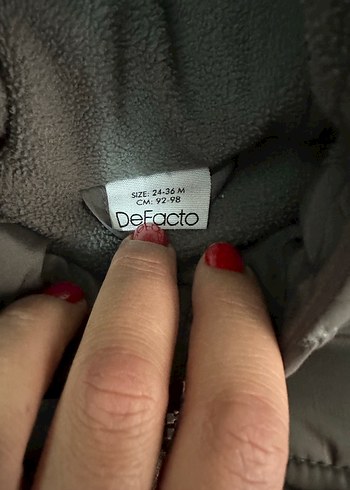 SIZE: 24-36 M
CM: 92-98
DeFacto